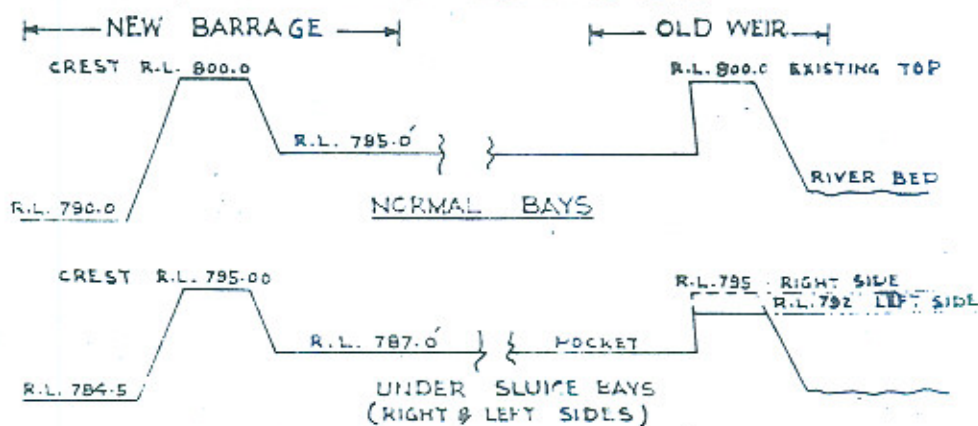 NEW BARRAGE OLD WEIR
CREST R.L. 800.0 R.L. 800.0 EXISTING TOP
R.L. 795.0'
RIVER BED
R.L. 790.0
NORMAL BAYS
CREST R.L. 795.00 R.L. 795 RIGHT SIDE
R.L. 792 LEFT SIDE
R.L. 787.0' POCKET
R.L. 784.5
UNDER SLUICE BAYS
(RIGHT & LEFT SIDES)